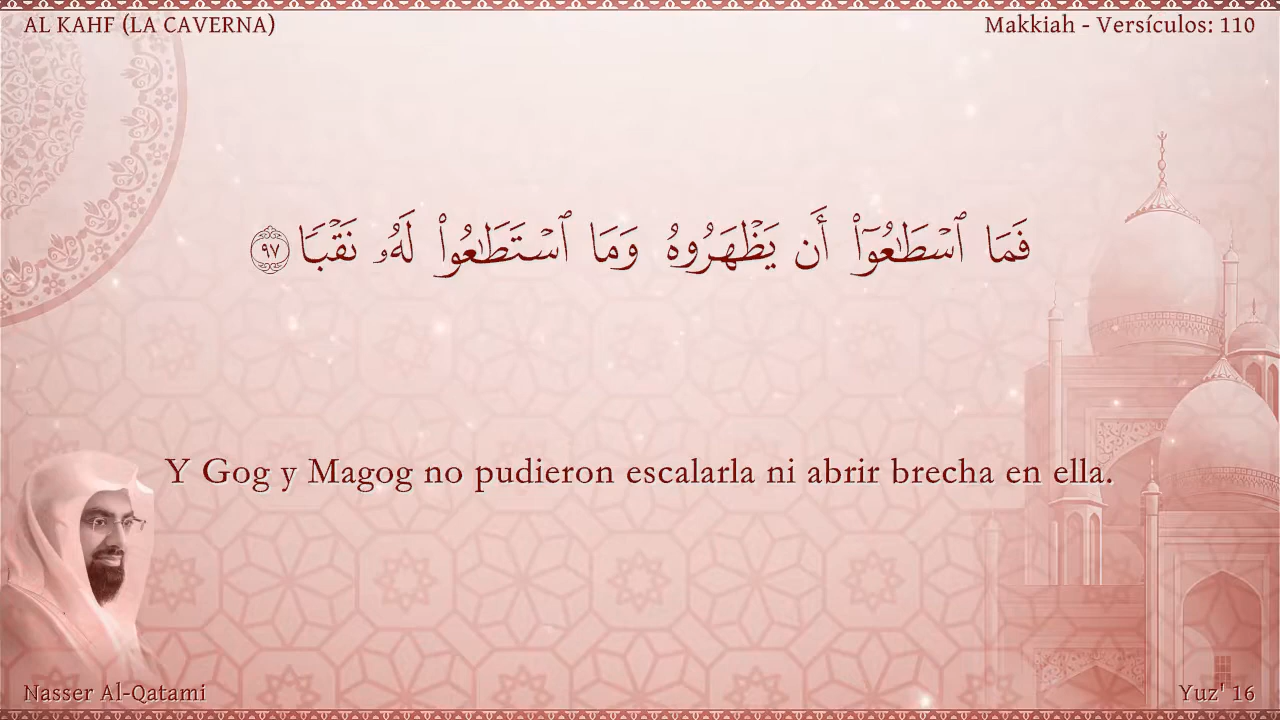 AL KAHF (LA CAVERNA)
Makkiah - Versículos: 110
فَمَا ٱسْطَـٰعُوٓا۟ أَن يَظْهَرُوهُ وَمَا ٱسْتَطَـٰعُوا۟ لَهُۥ نَقْبًا ٩٧
Y Gog y Magog no pudieron escalarla ni abrir brecha en ella.
Nasser Al-Qatami
Yuz' 16